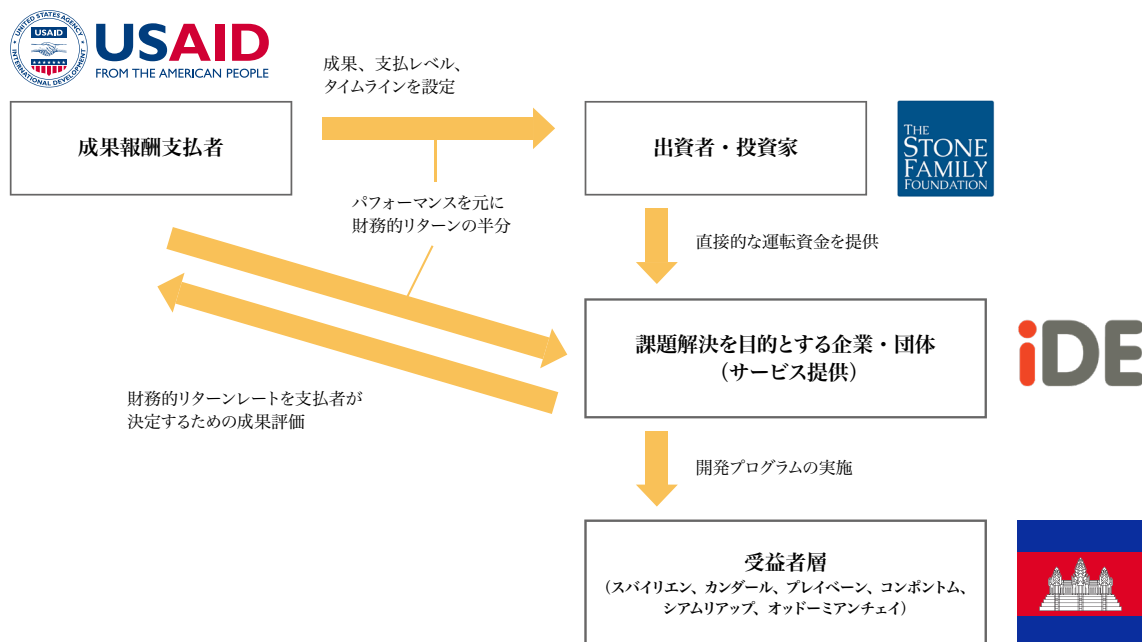 UNITED STATES AGENCY
USAID
INTERNATIONAL DEVELOPMENT
USAID
FROM THE AMERICAN PEOPLE
成果、支払レベル、
タイムラインを設定
成果報酬支払者
出資者・投資家
THE
STONE
FAMILY
FOUNDATION
パフォーマンスを元に
財務的リターンの半分
直接的な運転資金を提供
課題解決を目的とする企業・団体
（サービス提供）
iDE
財務的リターンレートを支払者が
決定するための成果評価
開発プログラムの実施
受益者層
（スバイリエン、カンダール、プレイベーン、コンポントム、
シアムリアップ、オッドーミアンチェイ）